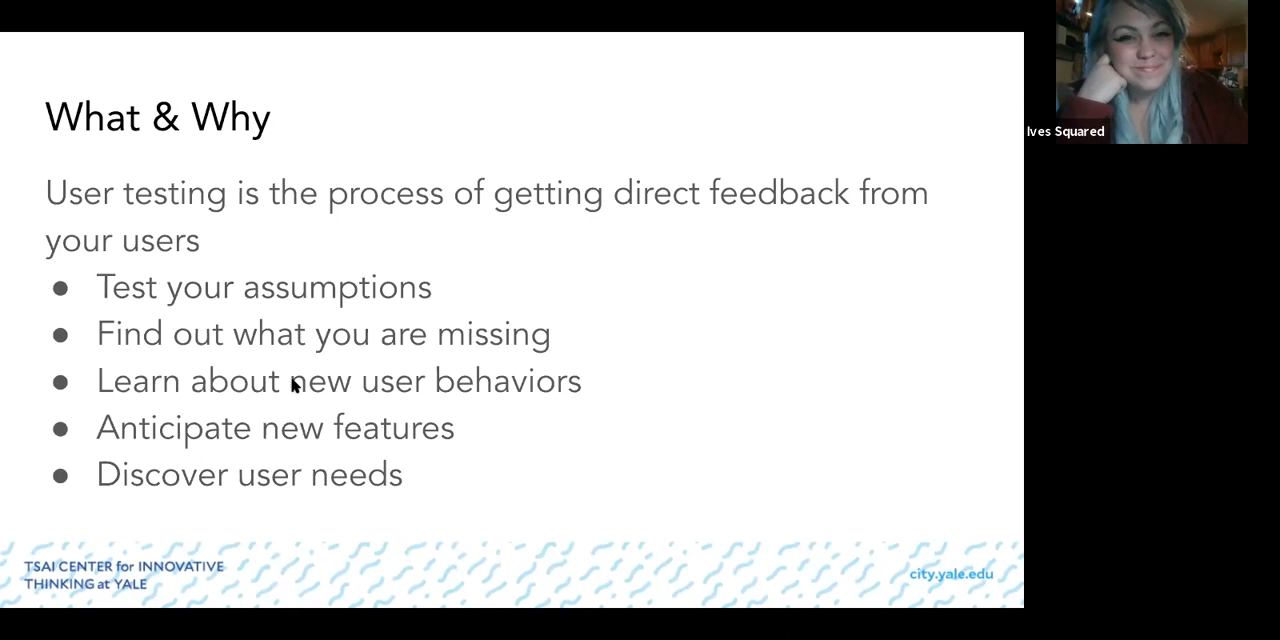 What & Why
User testing is the process of getting direct feedback from
your users
● Test your assumptions
● Find out what you are missing
● Learn about new user behaviors
● Anticipate new features
● Discover user needs
TSAI CENTER for INNOVATIVE
THINKING at YALE
city.yale.edu
Ives Squared